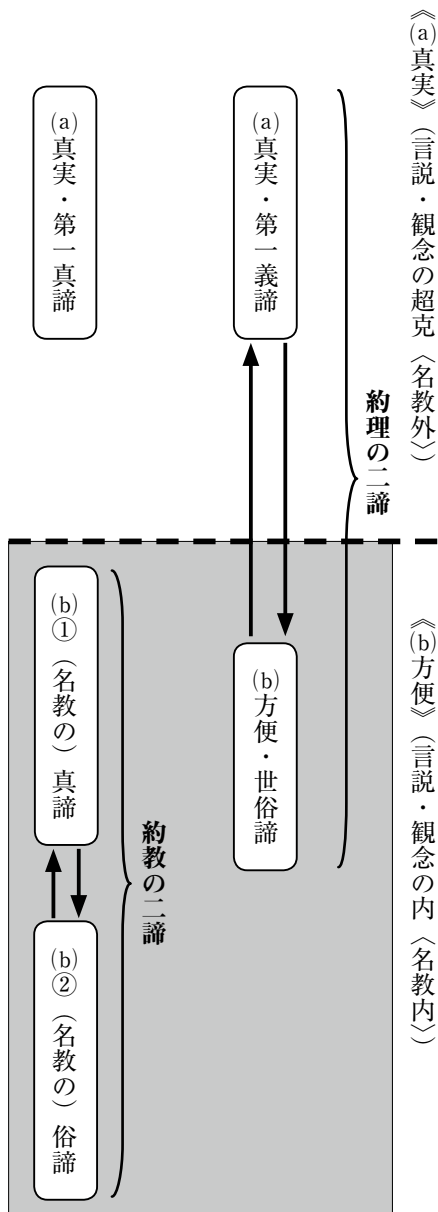 《(a)真実》（言説・観念の超克〈名教外〉）
《(b)方便》（言説・観念の内〈名教内〉）
約理の二諦
(a)真実・第一義諦
(b)方便・世俗諦
約教の二諦
(a)真実・第一真諦
(b)①（名教の）真諦
(b)②（名教の）俗諦